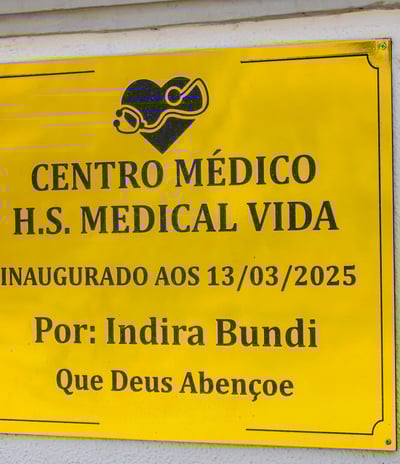 CENTRO MÉDICO
H.S. MEDICAL VIDA
INAUGURADO AOS 13/03/2025
Por: Indira Bundi
Que Deus Abençoe